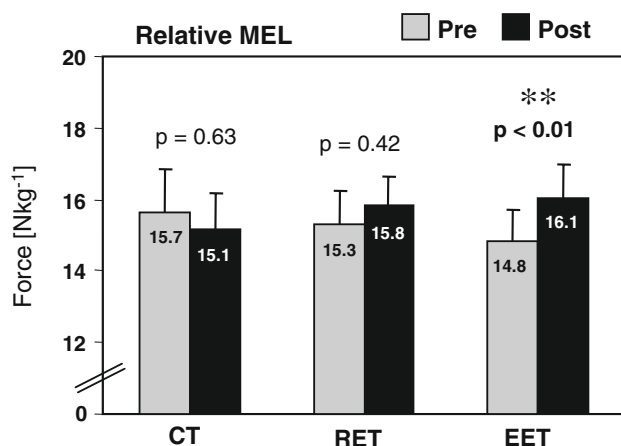 Relative MEL
Pre Post
20
18
16
14
12
0
Force [Nkg⁻¹]
p = 0.63
p = 0.42
**
p < 0.01
15.7
15.1
15.3
15.8
14.8
16.1
CT RET EET